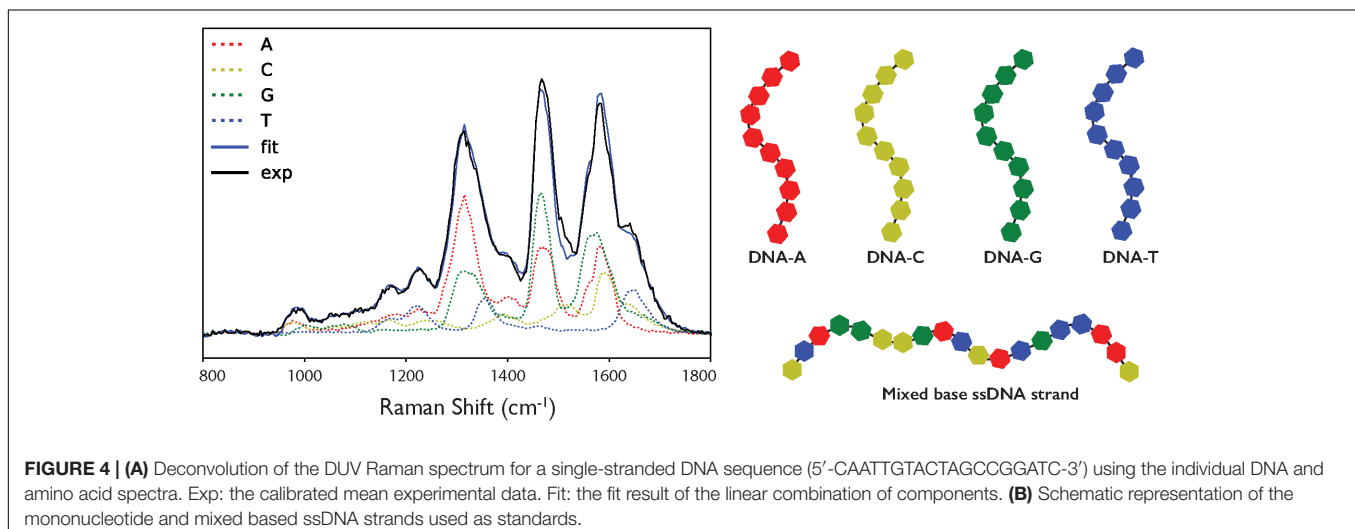 A
C
G
T
fit
exp
800 1000 1200 1400 1600 1800
Raman Shift (cm⁻¹)
DNA-A DNA-C DNA-G DNA-T
Mixed base ssDNA strand
FIGURE 4 | (A) Deconvolution of the DUV Raman spectrum for a single-stranded DNA sequence (5′-CAATTGTACTAGCCGGATC-3′) using the individual DNA and
amino acid spectra. Exp: the calibrated mean experimental data. Fit: the fit result of the linear combination of components. (B) Schematic representation of the
mononucleotide and mixed based ssDNA strands used as standards.